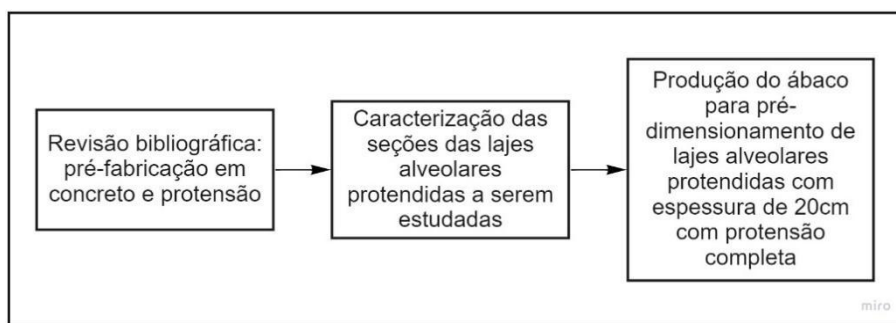 Revisão bibliográfica:
pré-fabricação em
concreto e protensão
Caracterização das
seções das lajes
alveolares
protendidas a serem
estudadas
Produção do ábaco
para pré-
dimensionamento de
lajes alveolares
protendidas com
espessura de 20cm
com protensão
completa
miro